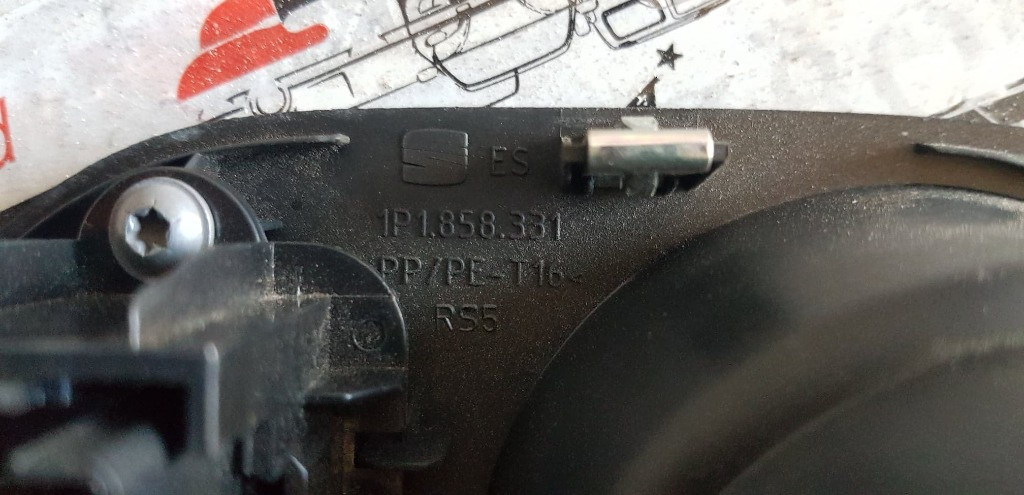 ES
1P1.858.331
PP/PE-T16<
RS5